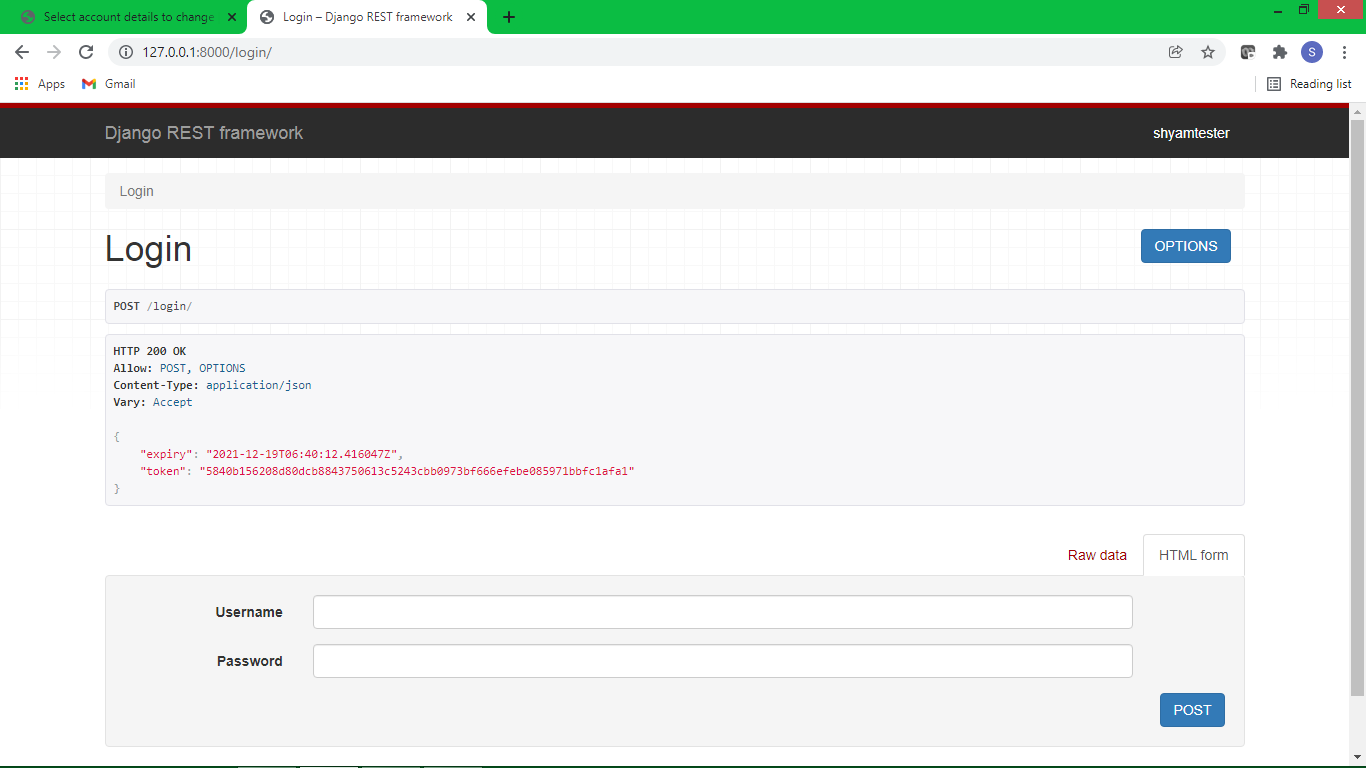 Select account details to change
Login – Django REST framework
127.0.0.1:8000/login/
S
Apps
Gmail
Reading list
Django REST framework
shyamtester
Login
Login
OPTIONS
POST /login/
HTTP 200 OK
Allow: POST, OPTIONS
Content-Type: application/json
Vary: Accept
{
"expiry": "2021-12-19T06:40:12.416047Z",
"token": "5840b156208d80dcb8843750613c5243cbb0973bf666efebe085971bbfc1afa1"
}
Raw data
HTML form
Username
Password
POST